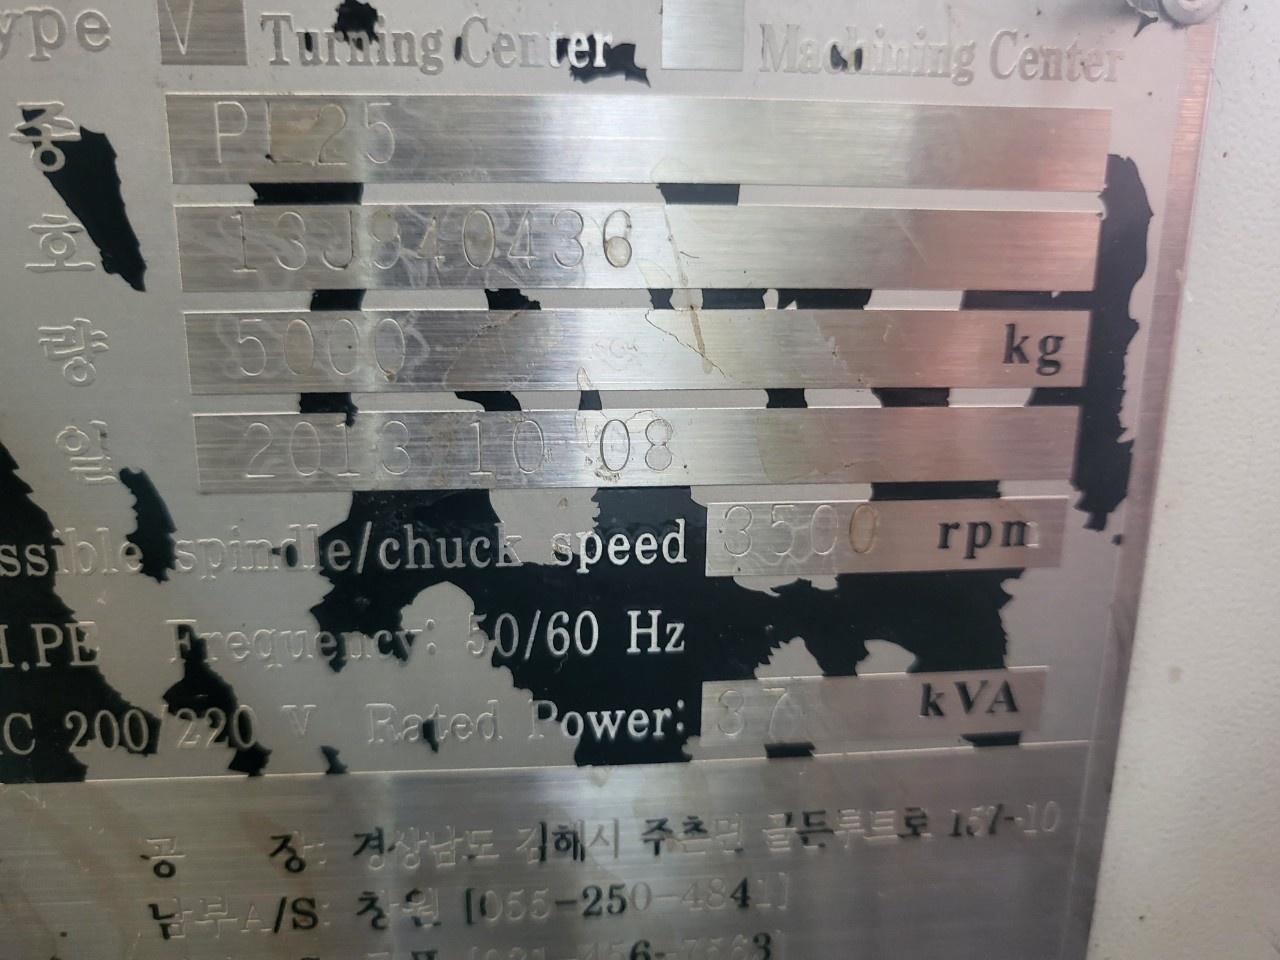 ype V Turning Center Machining Center
종 PL25
호 13J840436
량 5000 kg
일 2013 10 08
ssible spindle/chuck speed 3500 rpm
H.PE Frequency: 50/60 Hz
AC 200/220 V Rated Power: 37 kVA
공 장: 경상남도 김해시 주촌면 골든루트로 157-10
남부A/S: 창원 [055-250-4841]